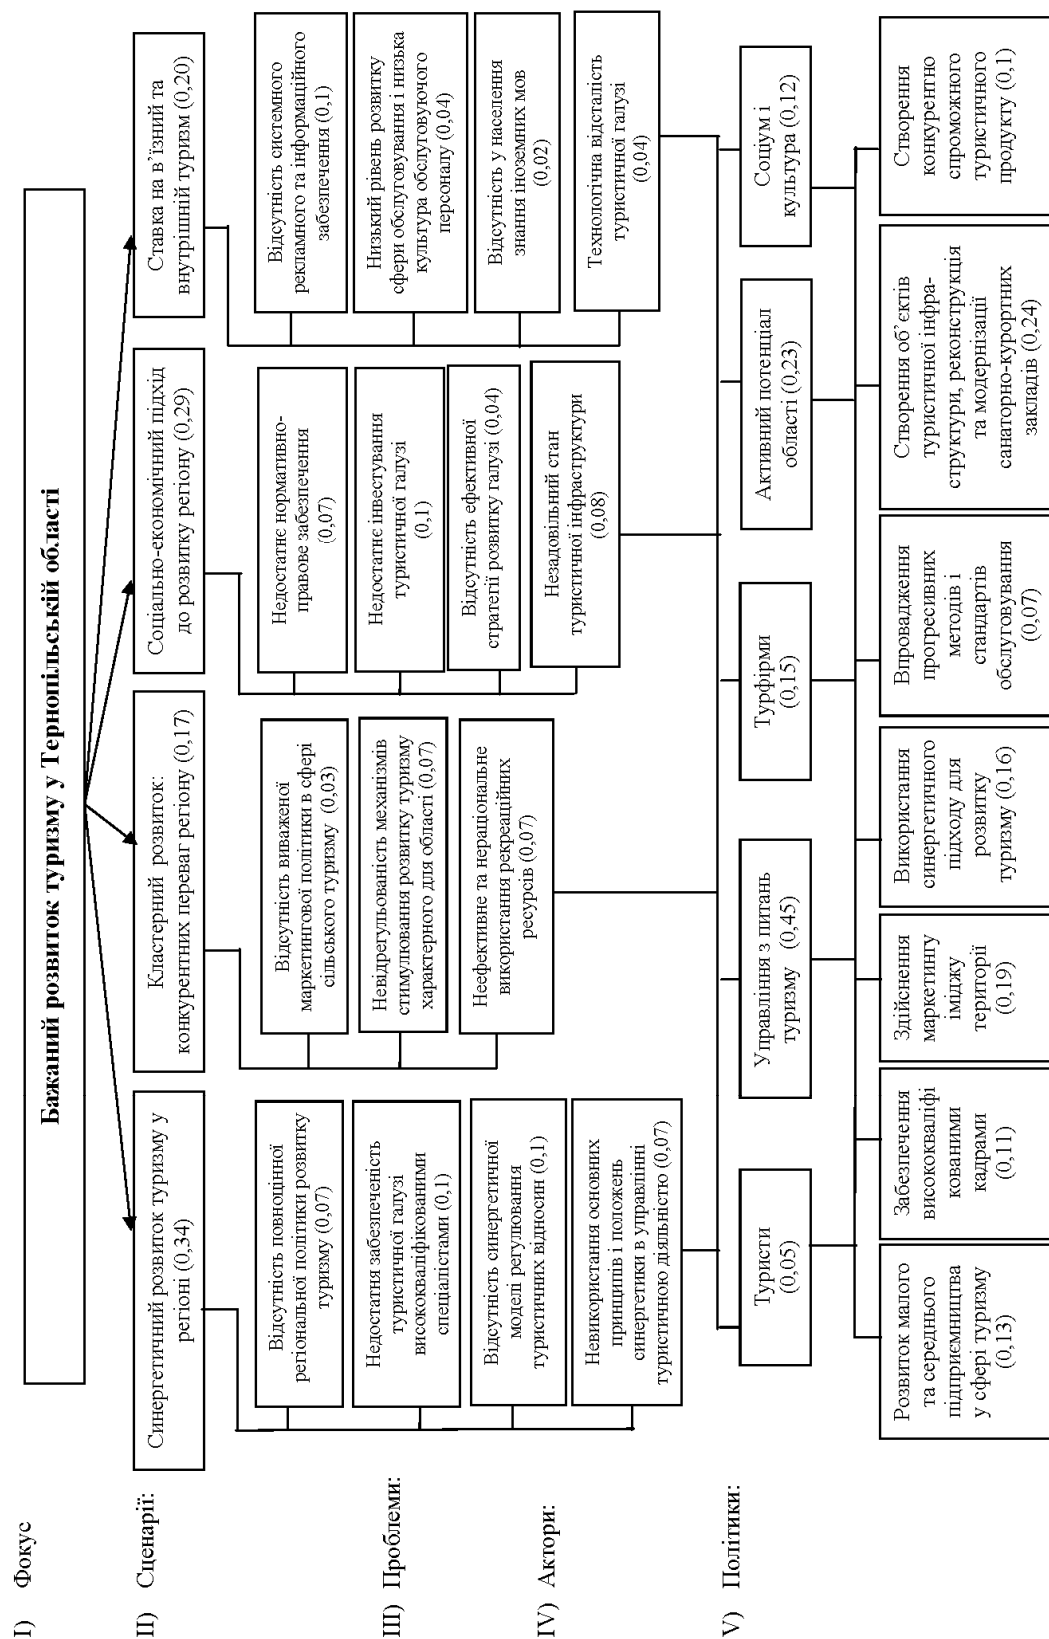 I) Фокус
Бажаний розвиток туризму у Тернопільській області
II) Сценарії:
Синергетичний розвиток туризму у
регіоні (0,34)
Кластерний розвиток:
конкурентних переваг регіону (0,17)
Соціально-економічний підхід
до розвитку регіону (0,29)
Ставка на в’їзний та
внутрішній туризм (0,20)
III) Проблеми:
Відсутність повноцінної
регіональної політики розвитку
туризму (0,07)
Недостатня забезпеченість
туристичної галузі
висококваліфікованими
спеціалістами (0,1)
Відсутність синергетичної
моделі регулювання
туристичних відносин (0,1)
Невикористання основних
принципів і положень
синергетики в управлінні
туристичною діяльністю (0,07)
Відсутність виваженої
маркетингової політики в сфері
сільського туризму (0,03)
Невідрегульованість механізмів
стимулювання розвитку туризму
характерного для області (0,07)
Неефективне та нераціональне
використання рекреаційних
ресурсів (0,07)
Недостатнє нормативно-
правове забезпечення
(0,07)
Недостатнє інвестування
туристичної галузі
(0,1)
Відсутність ефективної
стратегії розвитку галузі (0,04)
Незадовільний стан
туристичної інфраструктури
(0,08)
Відсутність системного
рекламного та інформаційного
забезпечення (0,1)
Низький рівень розвитку
сфери обслуговування і низька
культура обслуговуючого
персоналу (0,04)
Відсутність у населення
знання іноземних мов
(0,02)
Технологічна відсталість
туристичної галузі
(0,04)
IV) Актори:
Туристи
(0,05)
Управління з питань
туризму (0,45)
Турфірми
(0,15)
Активний потенціал
області (0,23)
Соціум і
культура (0,12)
V) Політики:
Розвиток малого
та середнього
підприємництва
у сфері туризму
(0,13)
Забезпечення
висококваліфі
кованими
кадрами
(0,11)
Здійснення
маркетингу
іміджу
території
(0,19)
Використання
синергетичного
підходу для
розвитку
туризму (0,16)
Впровадження
прогресивних
методів і
стандартів
обслуговування
(0,07)
Створення об’єктів
туристичної інфра-
структури, реконструкція
та модернізації
санаторно-курортних
закладів (0,24)
Створення
конкурентно
спроможного
туристичного
продукту (0,1)